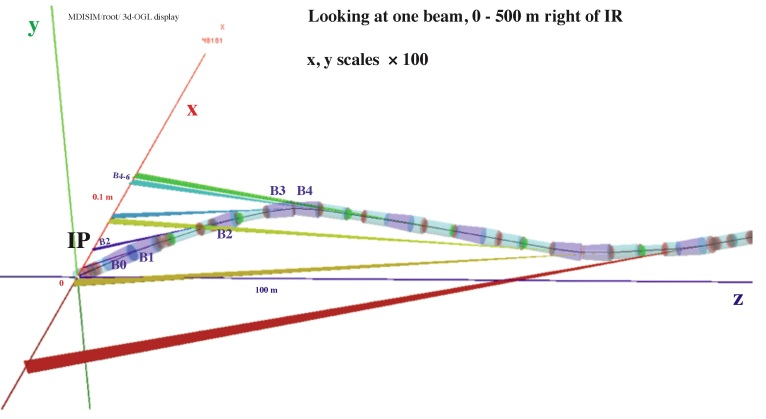 MDISIM/root/ 3d-OGL display
Looking at one beam, 0 - 500 m right of IR
x, y scales × 100
y
x
x
B4-6
0.1 m
B3 B4
IP
B2
B2
B0 B1
0
100 m
z